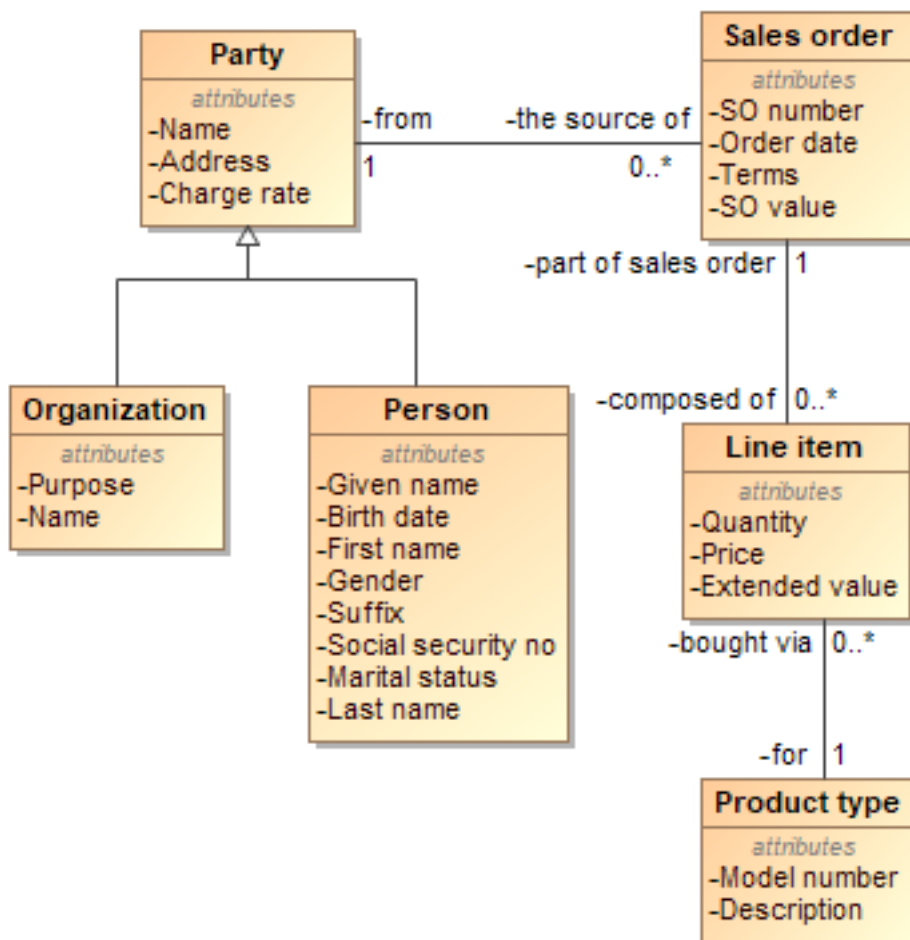 Party
attributes
-Name
-Address
-Charge rate
-from
1
-the source of
0..*
Sales order
attributes
-SO number
-Order date
-Terms
-SO value
-part of sales order
1
-composed of
0..*
Organization
attributes
-Purpose
-Name
Person
attributes
-Given name
-Birth date
-First name
-Gender
-Suffix
-Social security no
-Marital status
-Last name
Line item
attributes
-Quantity
-Price
-Extended value
-bought via
0..*
-for
1
Product type
attributes
-Model number
-Description